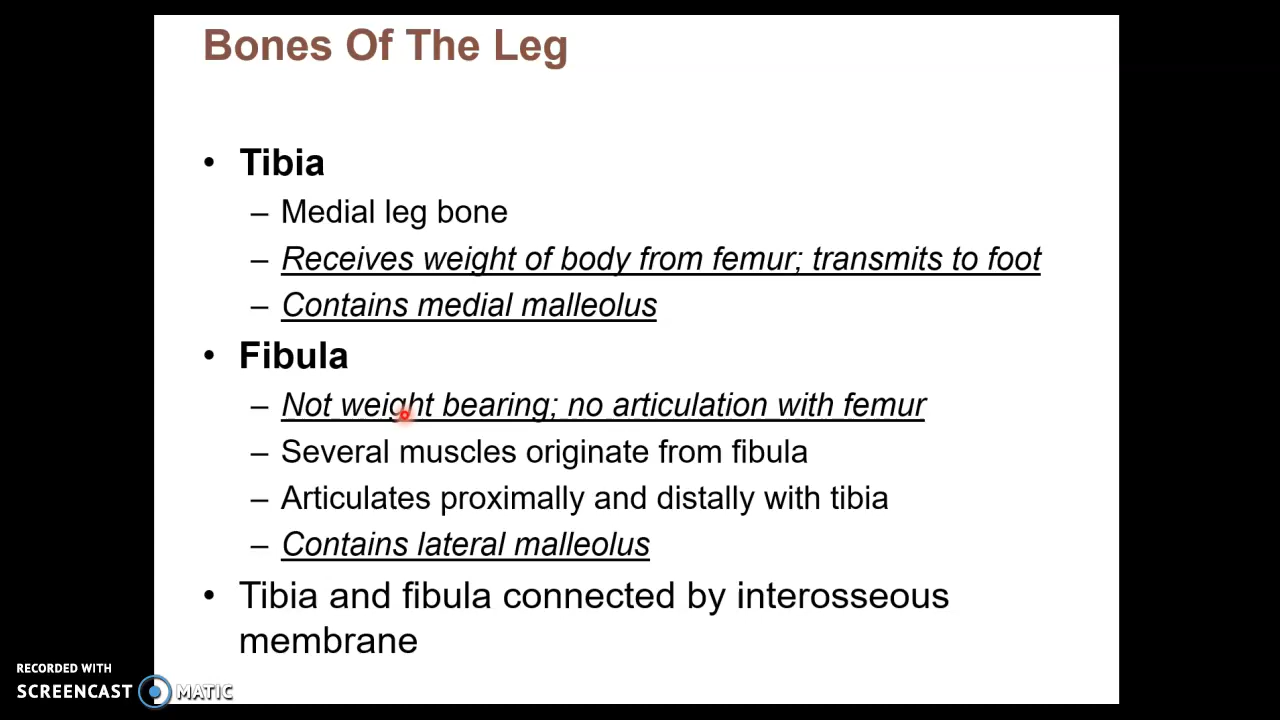 Bones Of The Leg
• Tibia
– Medial leg bone
– Receives weight of body from femur; transmits to foot
– Contains medial malleolus
• Fibula
– Not weight bearing; no articulation with femur
– Several muscles originate from fibula
– Articulates proximally and distally with tibia
– Contains lateral malleolus
• Tibia and fibula connected by interosseous
membrane
RECORDED WITH
SCREENCAST MATIC